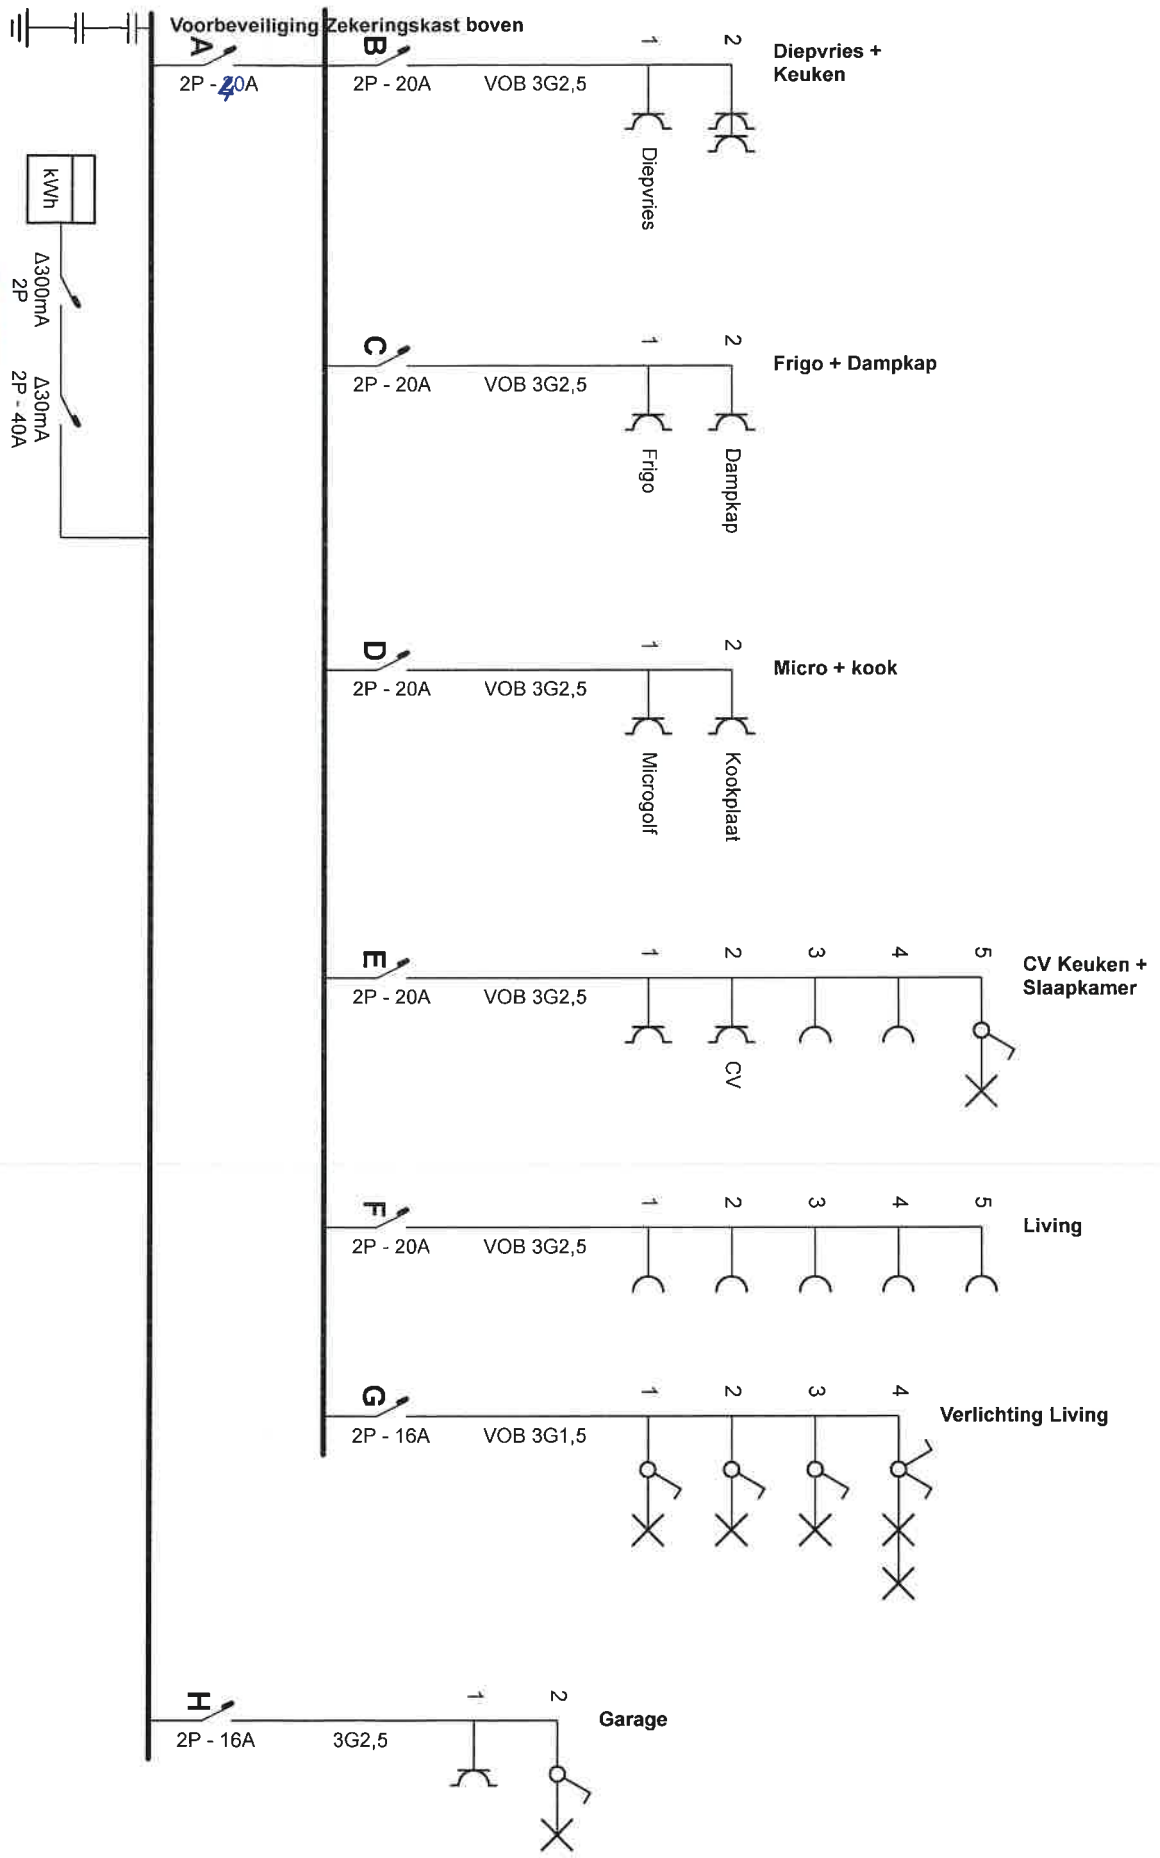 Voorbeveiliging Zekeringskast boven
A
2P - 40A
B
2P - 20A
VOB 3G2,5
1
2
Diepvries +
Keuken
Diepvries
kWh
Δ300mA
2P
Δ30mA
2P - 40A
C
2P - 20A
VOB 3G2,5
1
2
Frigo + Dampkap
Frigo
Dampkap
D
2P - 20A
VOB 3G2,5
1
2
Micro + kook
Microgolf
Kookplaat
E
2P - 20A
VOB 3G2,5
1
2
3
4
5
CV Keuken +
Slaapkamer
CV
F
2P - 20A
VOB 3G2,5
1
2
3
4
5
Living
G
2P - 16A
VOB 3G1,5
1
2
3
4
Verlichting Living
H
2P - 16A
3G2,5
1
2
Garage